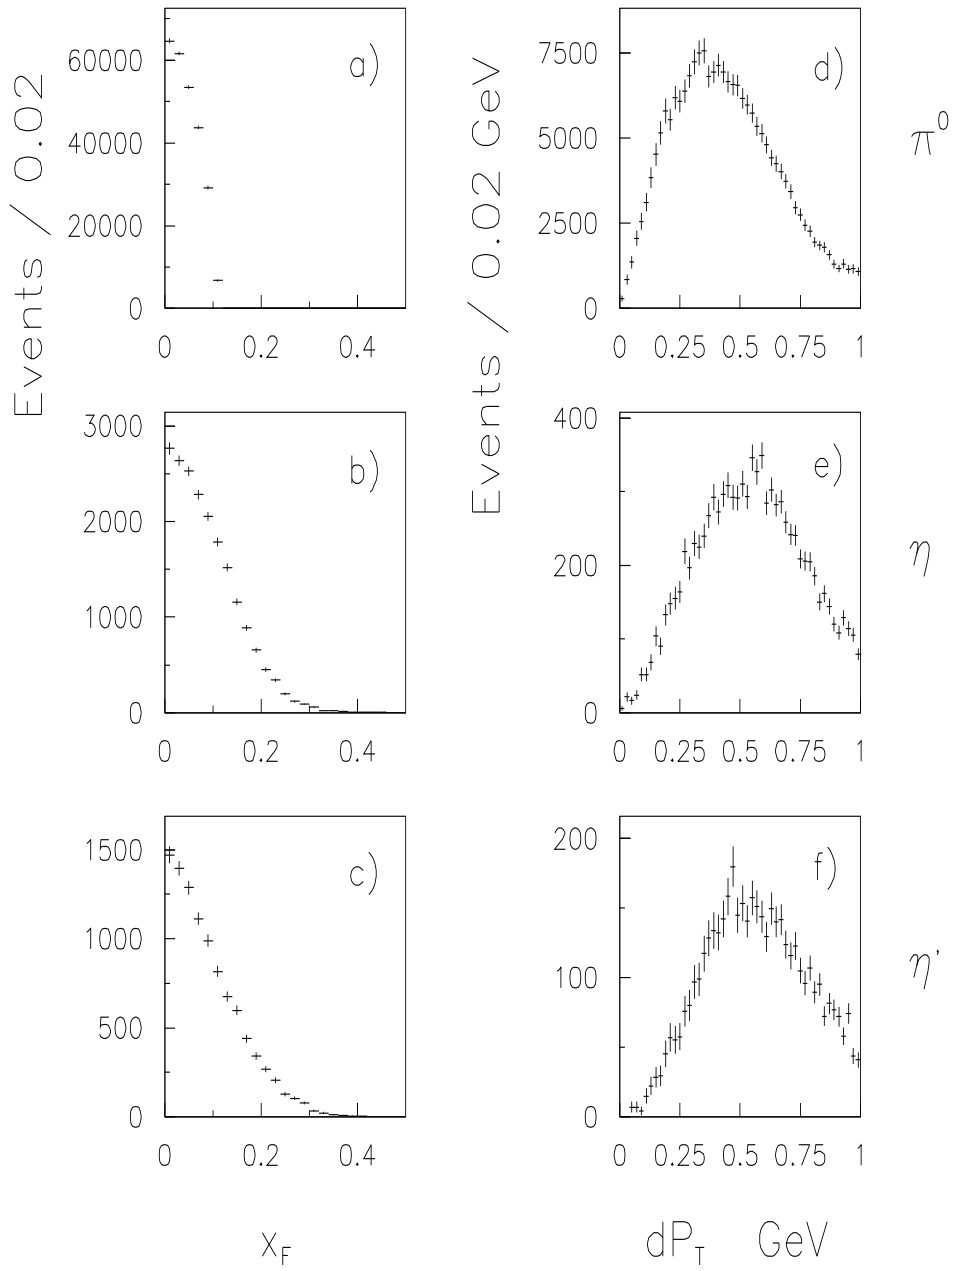 Events / 0.02
60000
40000
20000
0
a)
0 0.2 0.4
Events / 0.02 GeV
7500
5000
2500
0
d)
0 0.25 0.5 0.75 1
π⁰
3000
2000
1000
0
b)
0 0.2 0.4
400
200
0
e)
0 0.25 0.5 0.75 1
η
1500
1000
500
0
c)
0 0.2 0.4
200
100
0
f)
0 0.25 0.5 0.75 1
η'
x_F
dP_T GeV